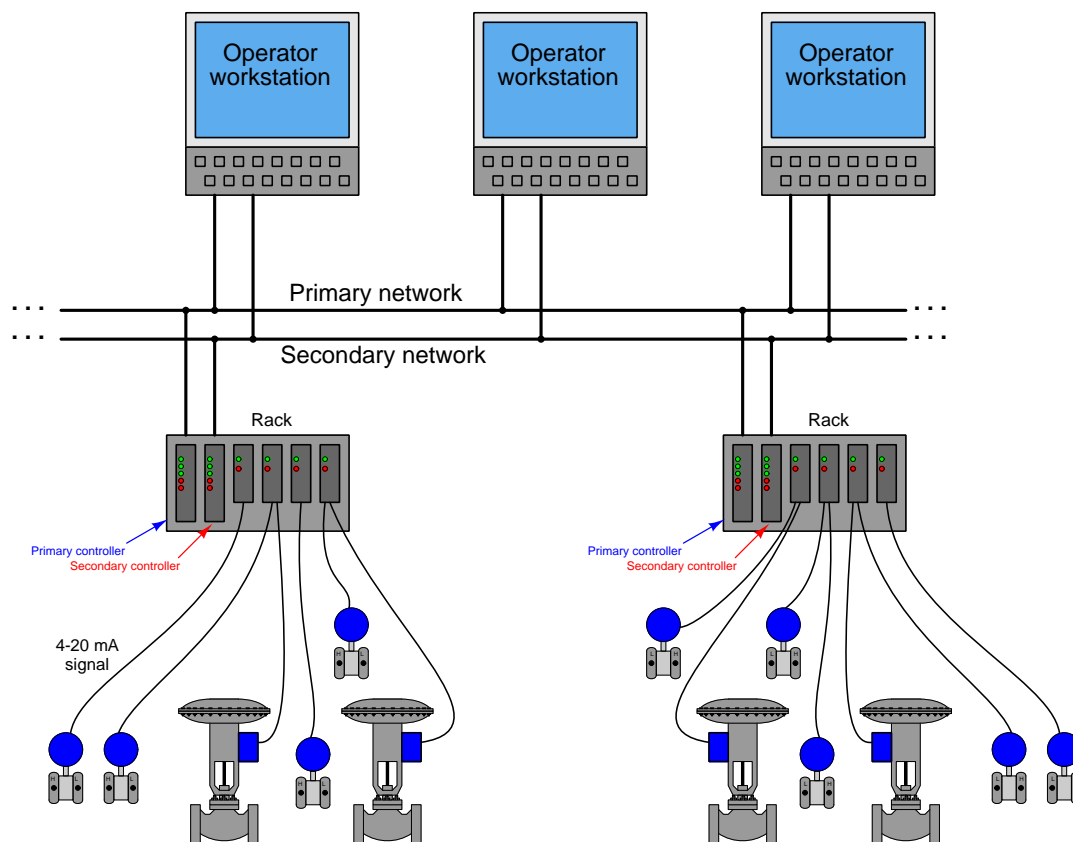 Operator
workstation
Operator
workstation
Operator
workstation
. . .
Primary network
. . .
. . .
Secondary network
. . .
Rack
Rack
Primary controller
Secondary controller
Primary controller
Secondary controller
4-20 mA
signal
H L
L H
L H
H L
H L
H L
L H
H L
H L